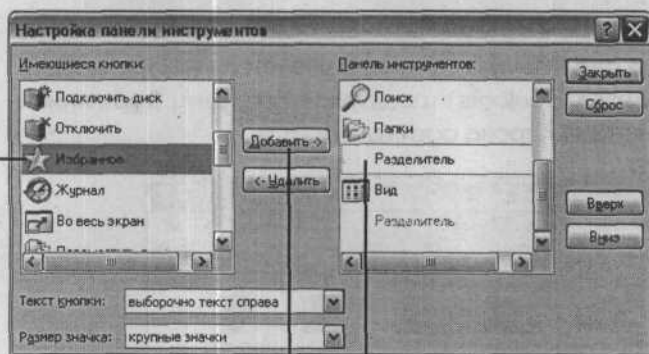 Настройка панели инструментов
Имеющиеся кнопки:
Панель инструментов:
Подключить диск
Отключить
Избранное
Журнал
Во весь экран
Добавить ->
<- Удалить
Поиск
Папки
Разделитель
Вид
Разделитель
Закрыть
Сброс
Вверх
Вниз
Текст кнопки:
выборочно текст справа
Размер значка:
крупные значки